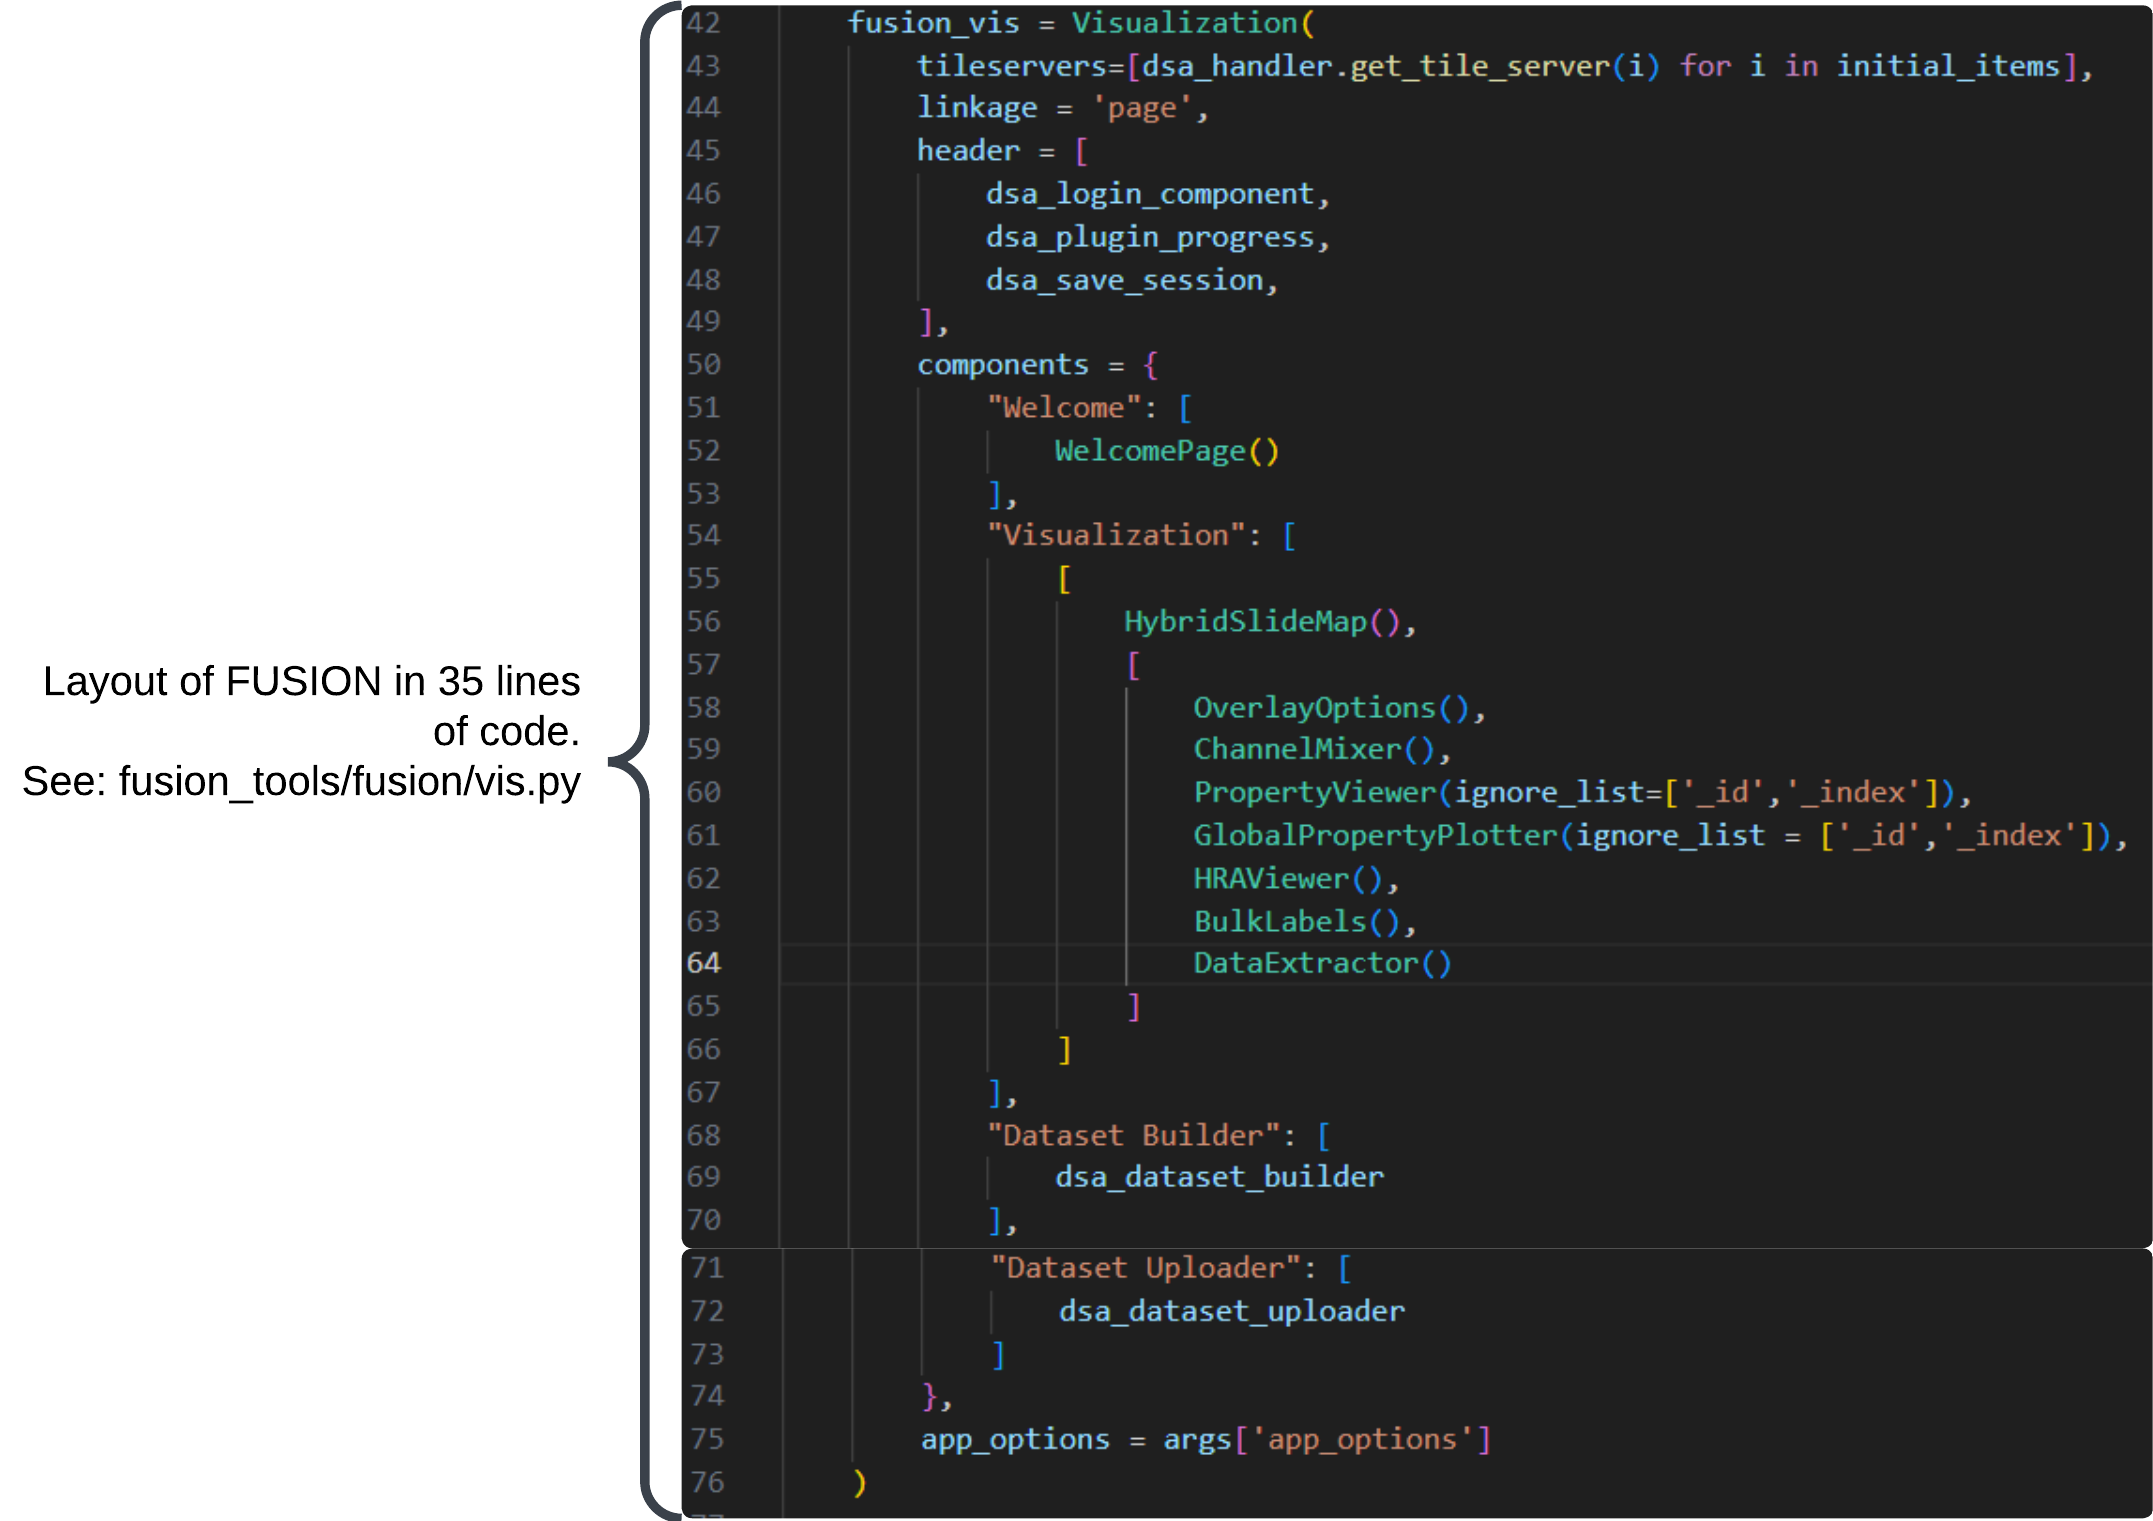 Layout of FUSION in 35 lines
of code.
See: fusion_tools/fusion/vis.py
42 fusion_vis = Visualization(
43 tileservers=[dsa_handler.get_tile_server(i) for i in initial_items],
44 linkage = 'page',
45 header = [
46 dsa_login_component,
47 dsa_plugin_progress,
48 dsa_save_session,
49 ],
50 components = {
51 "Welcome": [
52 WelcomePage()
53 ],
54 "Visualization": [
55 [
56 HybridSlideMap(),
57 [
58 OverlayOptions(),
59 ChannelMixer(),
60 PropertyViewer(ignore_list=['_id','_index']),
61 GlobalPropertyPlotter(ignore_list = ['_id','_index']),
62 HRAViewer(),
63 BulkLabels(),
64 DataExtractor()
65 ]
66 ]
67 ],
68 "Dataset Builder": [
69 dsa_dataset_builder
70 ],
71 "Dataset Uploader": [
72 dsa_dataset_uploader
73 ]
74 },
75 app_options = args['app_options']
76 )